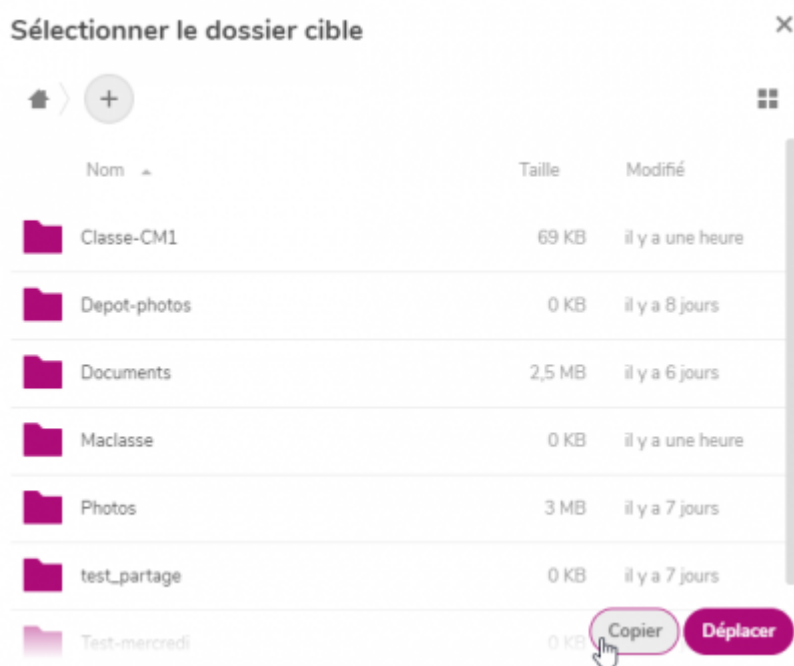 Sélectionner le dossier cible
Nom Taille Modifié
Classe-CM1 69 KB il y a une heure
Depot-photos 0 KB il y a 8 jours
Documents 2,5 MB il y a 6 jours
Maclasse 0 KB il y a une heure
Photos 3 MB il y a 7 jours
test_partage 0 KB il y a 7 jours
Test-mercredi 0 KB
Copier Déplacer